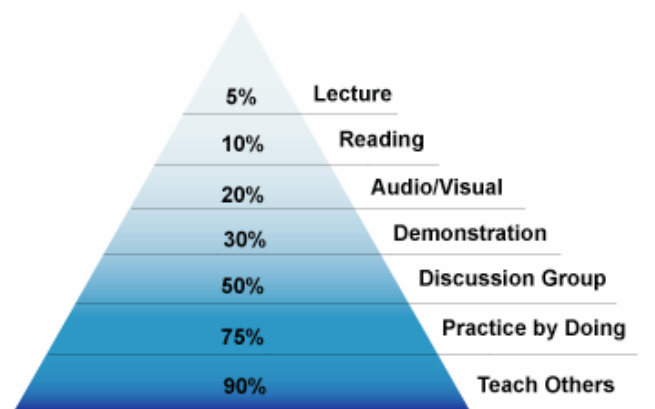 5% Lecture
10% Reading
20% Audio/Visual
30% Demonstration
50% Discussion Group
75% Practice by Doing
90% Teach Others